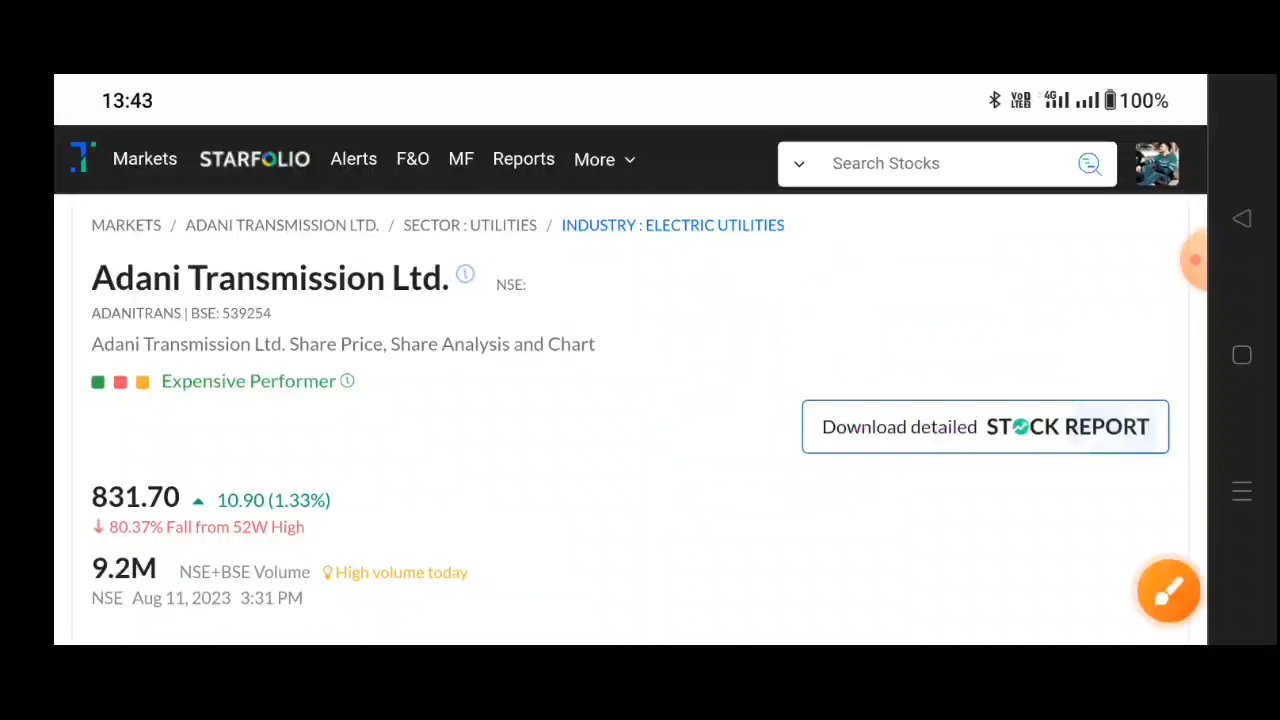 13:43
VoD LTEB 4G 100%
Markets STARFOLIO Alerts F&O MF Reports More Search Stocks
MARKETS / ADANI TRANSMISSION LTD. / SECTOR : UTILITIES / INDUSTRY : ELECTRIC UTILITIES
Adani Transmission Ltd. NSE:
ADANITRANS | BSE: 539254
Adani Transmission Ltd. Share Price, Share Analysis and Chart
Expensive Performer
Download detailed STOCK REPORT
831.70 10.90 (1.33%)
80.37% Fall from 52W High
9.2M NSE+BSE Volume High volume today
NSE Aug 11, 2023 3:31 PM